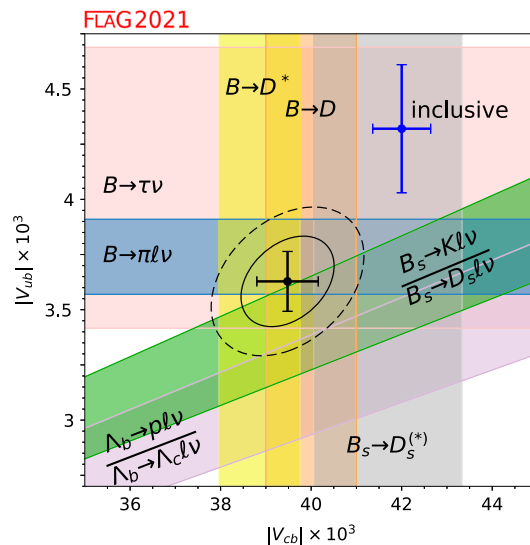 FLAG2021
B→D*
B→D
inclusive
B→τν
B→πℓν
B_s→Kℓν
B_s→D_sℓν
Λ_b→pℓν
Λ_b→Λ_cℓν
B_s→D_s^(*)
|V_ub| × 10³
4.5
4
3.5
3
36
38
40
42
44
|V_cb| × 10³